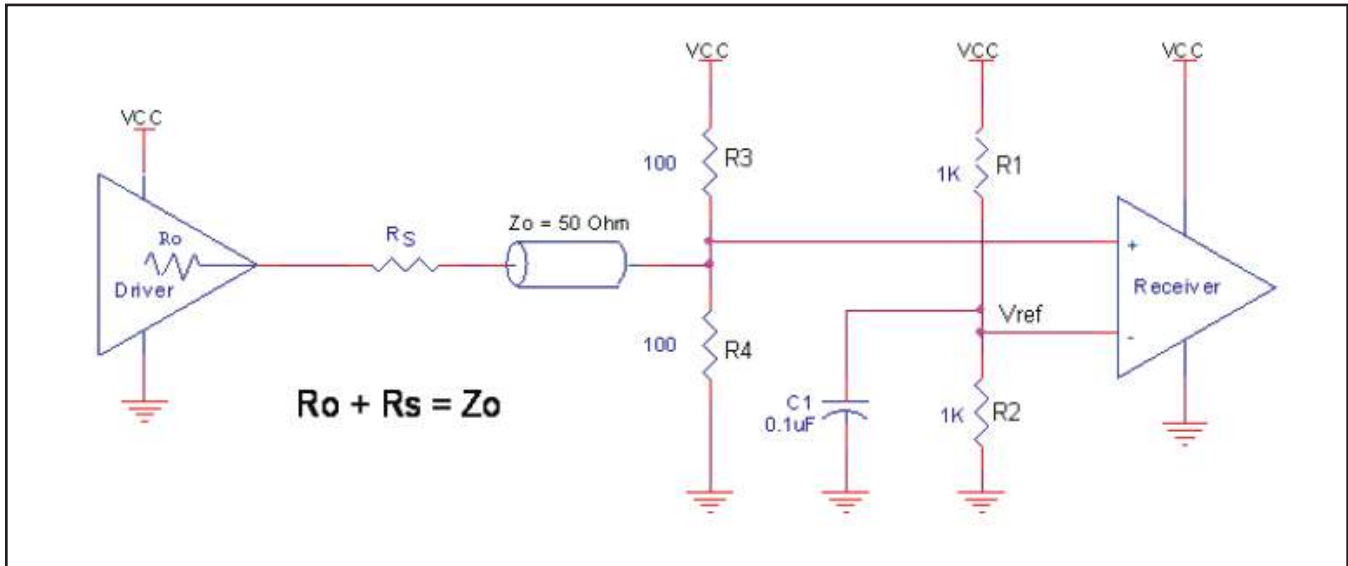 VCC
VCC
VCC
VCC
100
R3
1K
R1
Ro
Driver
RS
Zo = 50 Ohm
+
Receiver
Vref
-
100
R4
Ro + Rs = Zo
C1
0.1uF
1K
R2